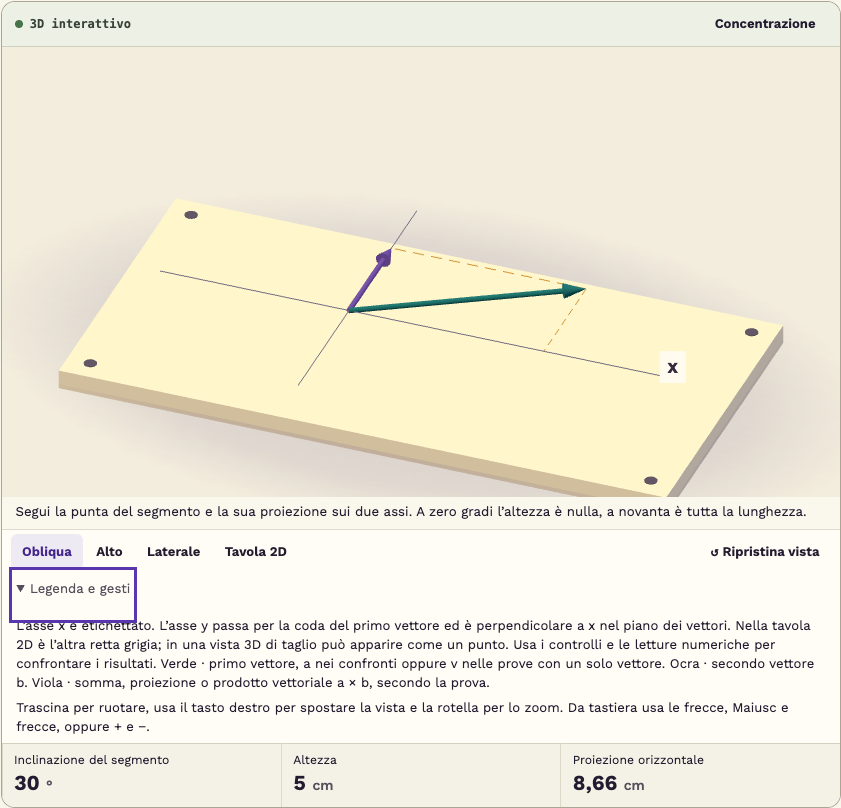 3D interattivo
Concentrazione
x
Segui la punta del segmento e la sua proiezione sui due assi. A zero gradi l’altezza è nulla, a novanta è tutta la lunghezza.
Obliqua Alto Laterale Tavola 2D
↺ Ripristina vista
▼ Legenda e gesti
L’asse x è etichettato. L’asse y passa per la coda del primo vettore ed è perpendicolare a x nel piano dei vettori. Nella tavola
2D è l’altra retta grigia; in una vista 3D di taglio può apparire come un punto. Usa i controlli e le letture numeriche per
confrontare i risultati. Verde · primo vettore, a nei confronti oppure v nelle prove con un solo vettore. Ocra · secondo vettore
b. Viola · somma, proiezione o prodotto vettoriale a × b, secondo la prova.
Trascina per ruotare, usa il tasto destro per spostare la vista e la rotella per lo zoom. Da tastiera usa le frecce, Maiusc e
frecce, oppure + e −.
Inclinazione del segmento
30 °
Altezza
5 cm
Proiezione orizzontale
8,66 cm